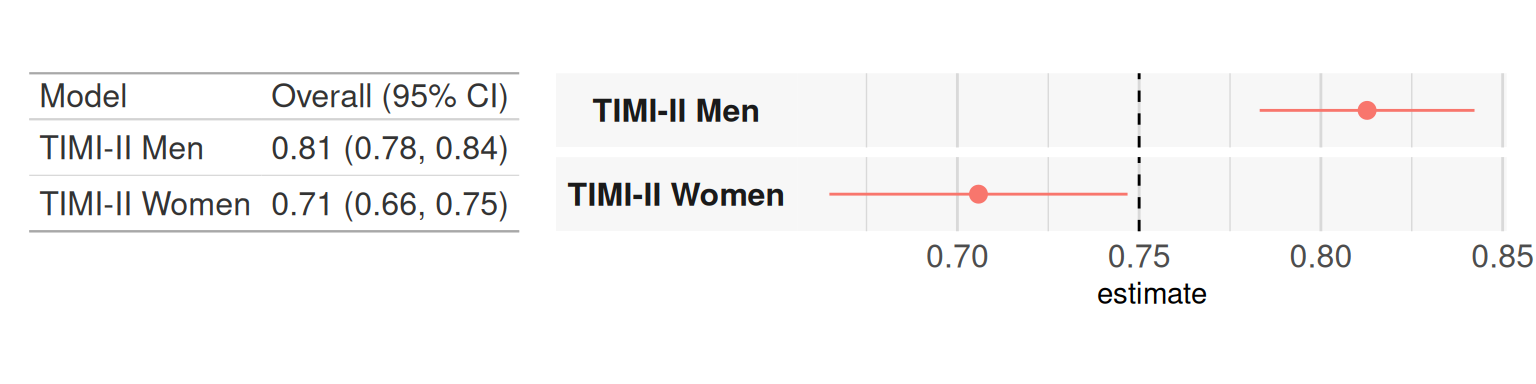 Model Overall (95% CI)
TIMI-II Men 0.81 (0.78, 0.84)
TIMI-II Women 0.71 (0.66, 0.75)
TIMI-II Men
TIMI-II Women
0.70 0.75 0.80 0.85
estimate